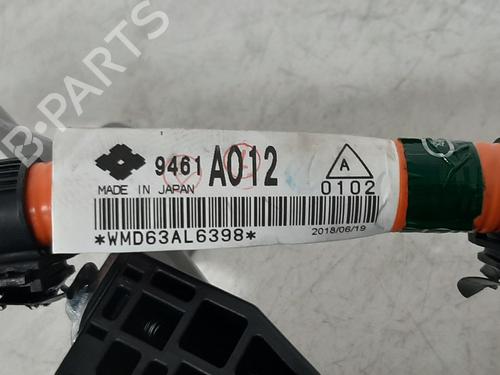 B-PARTS
9461 A012
A
MADE IN JAPAN
0102
*WMD63AL6398*
2018/06/19